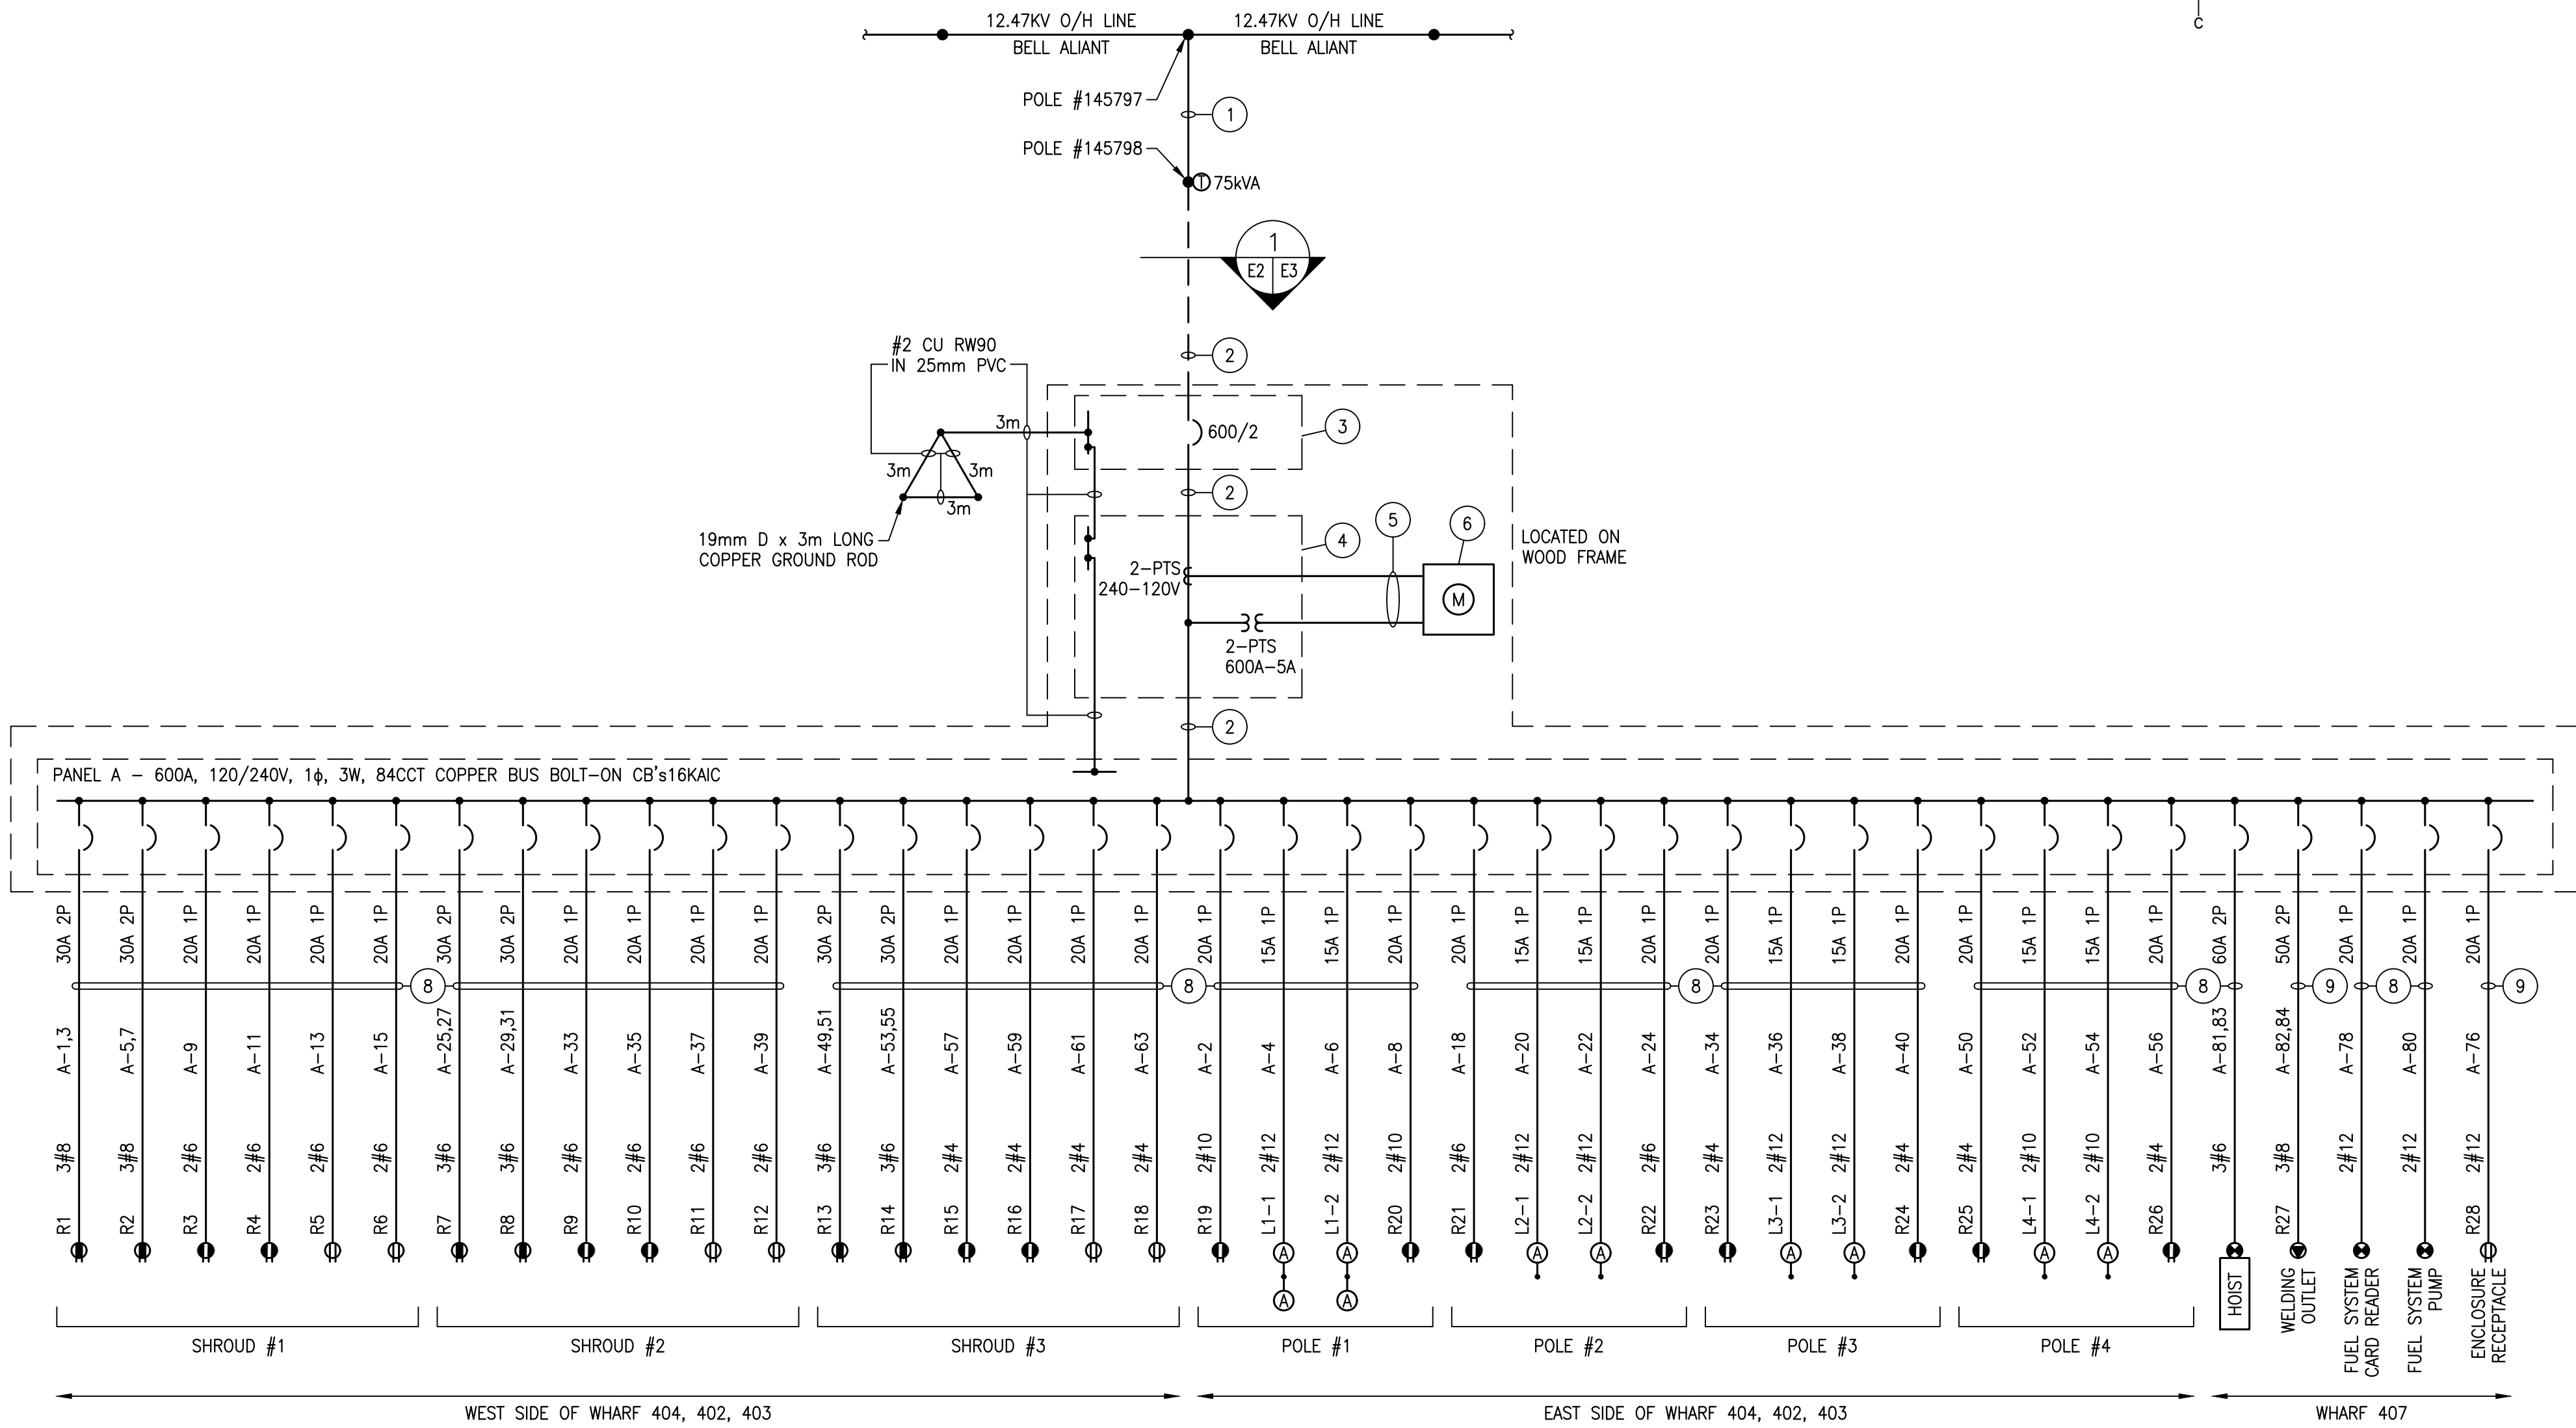 12.47KV O/H LINE
12.47KV O/H LINE
C
BELL ALIANT
BELL ALIANT
POLE #145797
1
POLE #145798
T 75kVA
1
E2 E3
#2 CU RW90
IN 25mm PVC
2
3m
600/2
3
3m
3m
3m
2
19mm D x 3m LONG
COPPER GROUND ROD
4
5
6
LOCATED ON
WOOD FRAME
2-PTS
240-120V
M
2-PTS
600A-5A
2
PANEL A - 600A, 120/240V, 1ϕ, 3W, 84CCT COPPER BUS BOLT-ON CB's16KAIC
R1 3#8 A-1,3 30A 2P
R2 3#8 A-5,7 30A 2P
R3 2#6 A-9 20A 1P
R4 2#6 A-11 20A 1P
R5 2#6 A-13 20A 1P
R6 2#6 A-15 20A 1P
8
R7 3#6 A-25,27 30A 2P
R8 3#6 A-29,31 30A 2P
R9 2#6 A-33 20A 1P
R10 2#6 A-35 20A 1P
R11 2#6 A-37 20A 1P
R12 2#6 A-39 20A 1P
R13 3#6 A-49,51 30A 2P
R14 3#6 A-53,55 30A 2P
R15 2#4 A-57 20A 1P
R16 2#4 A-59 20A 1P
R17 2#4 A-61 20A 1P
R18 2#4 A-63 20A 1P
8
R19 2#10 A-2 20A 1P
L1-1 2#12 A-4 15A 1P
A
A
L1-2 2#12 A-6 15A 1P
A
A
R20 2#10 A-8 20A 1P
R21 2#6 A-18 20A 1P
L2-1 2#12 A-20 15A 1P
A
L2-2 2#12 A-22 15A 1P
A
R22 2#6 A-24 20A 1P
8
R23 2#4 A-34 20A 1P
L3-1 2#12 A-36 15A 1P
A
L3-2 2#12 A-38 15A 1P
A
R24 2#4 A-40 20A 1P
R25 2#4 A-50 20A 1P
L4-1 2#10 A-52 15A 1P
A
L4-2 2#10 A-54 15A 1P
A
R26 2#4 A-56 20A 1P
8
3#6 A-81,83 60A 2P
HOIST
R27 3#8 A-82,84 50A 2P
WELDING
OUTLET
9
2#12 A-78 20A 1P
FUEL SYSTEM
CARD READER
8
2#12 A-80 20A 1P
FUEL SYSTEM
PUMP
R28 2#12 A-76 20A 1P
ENCLOSURE
RECEPTACLE
9
SHROUD #1
SHROUD #2
SHROUD #3
POLE #1
POLE #2
POLE #3
POLE #4
WEST SIDE OF WHARF 404, 402, 403
EAST SIDE OF WHARF 404, 402, 403
WHARF 407